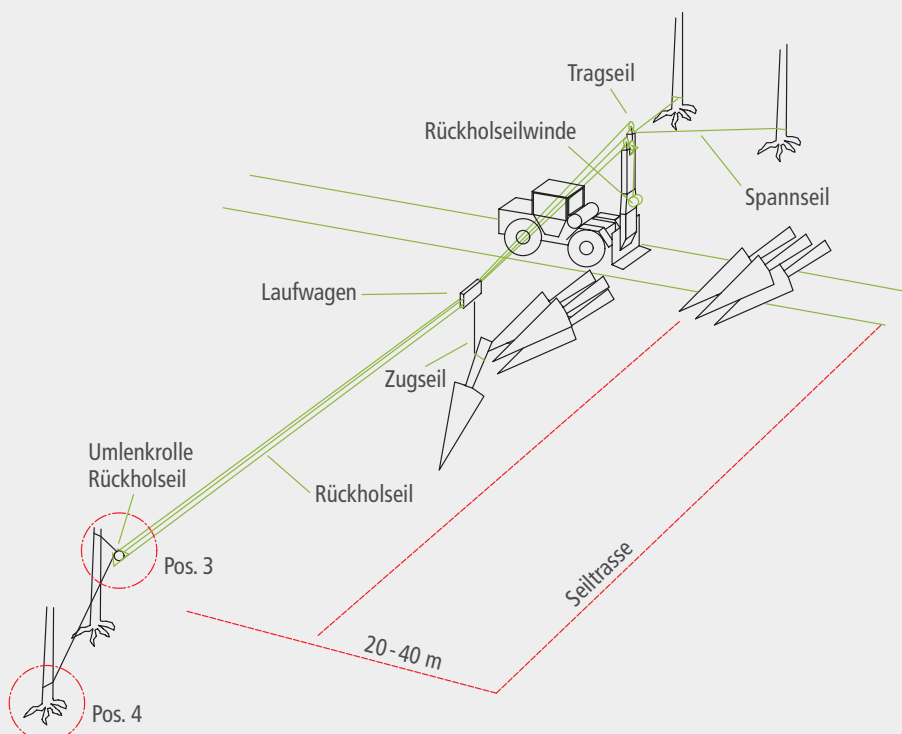 Tragseil
Rückholseilwinde
Spannseil
Laufwagen
Zugseil
Umlenkrolle
Rückholseil
Rückholseil
Pos. 3
Seiltrasse
20-40 m
Pos. 4